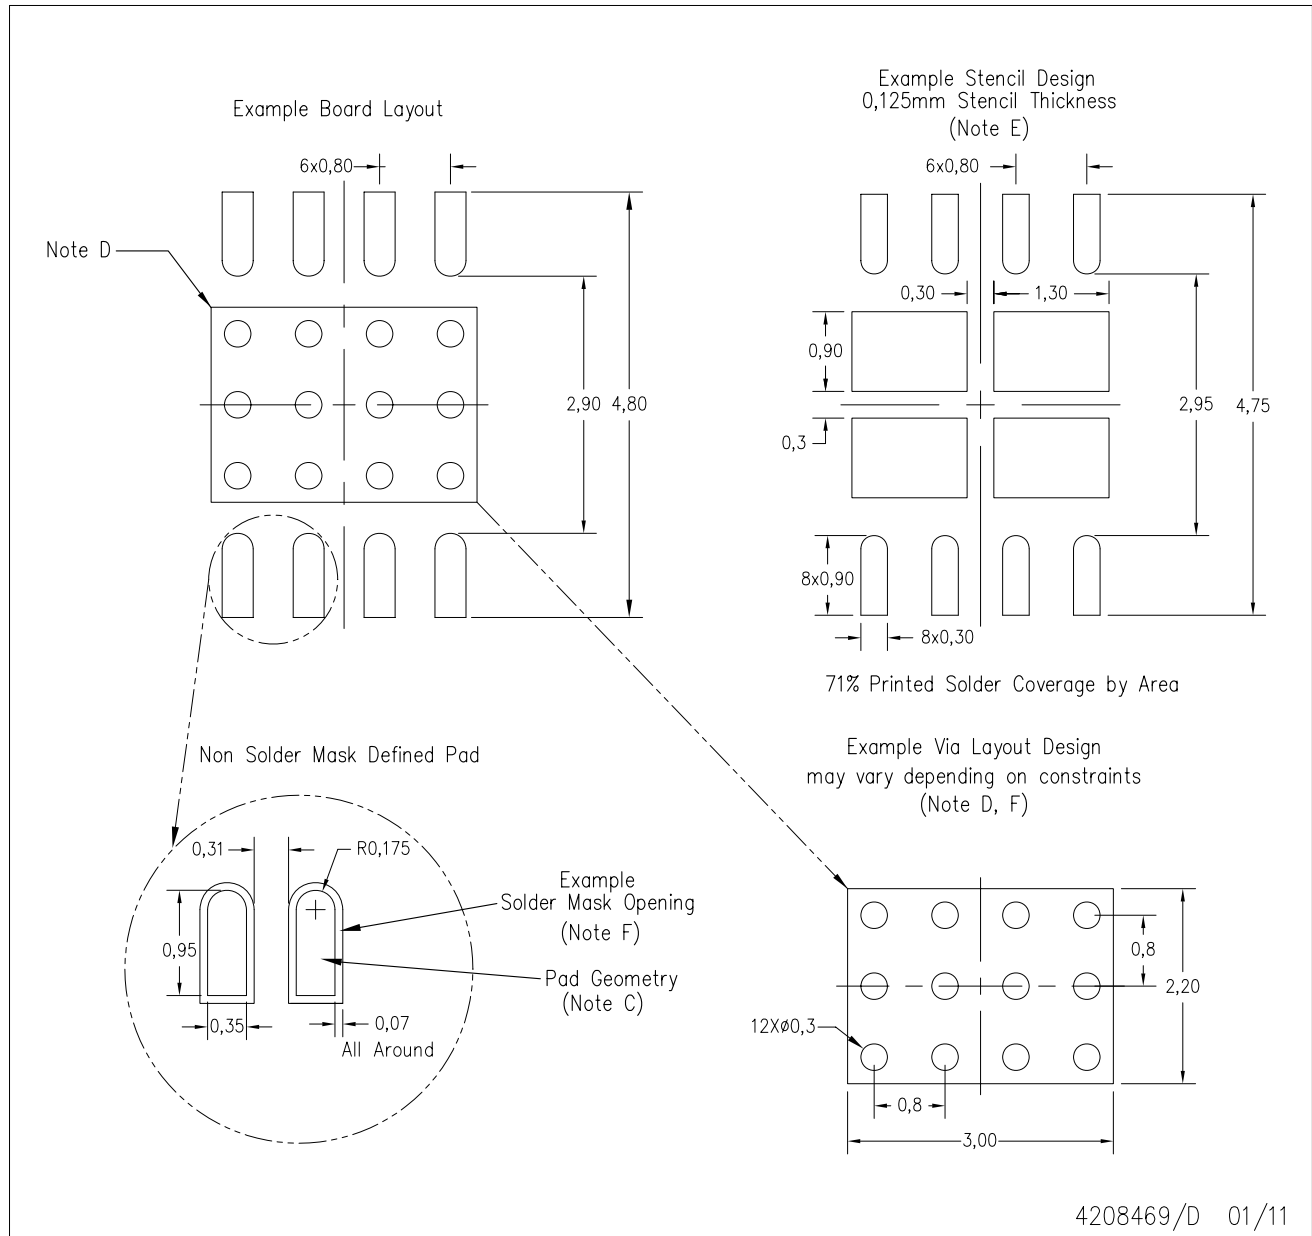 Example Board Layout
6x0,80
Note D
2,90
4,80
Example Stencil Design
0,125mm Stencil Thickness
(Note E)
6x0,80
0,30
1,30
0,90
0,3
2,95
4,75
8x0,90
8x0,30
71% Printed Solder Coverage by Area
Non Solder Mask Defined Pad
0,31
R0,175
Example
Solder Mask Opening
(Note F)
0,95
Pad Geometry
(Note C)
0,35
0,07
All Around
Example Via Layout Design
may vary depending on constraints
(Note D, F)
0,8
2,20
12XØ0,3
0,8
3,00
4208469/D 01/11